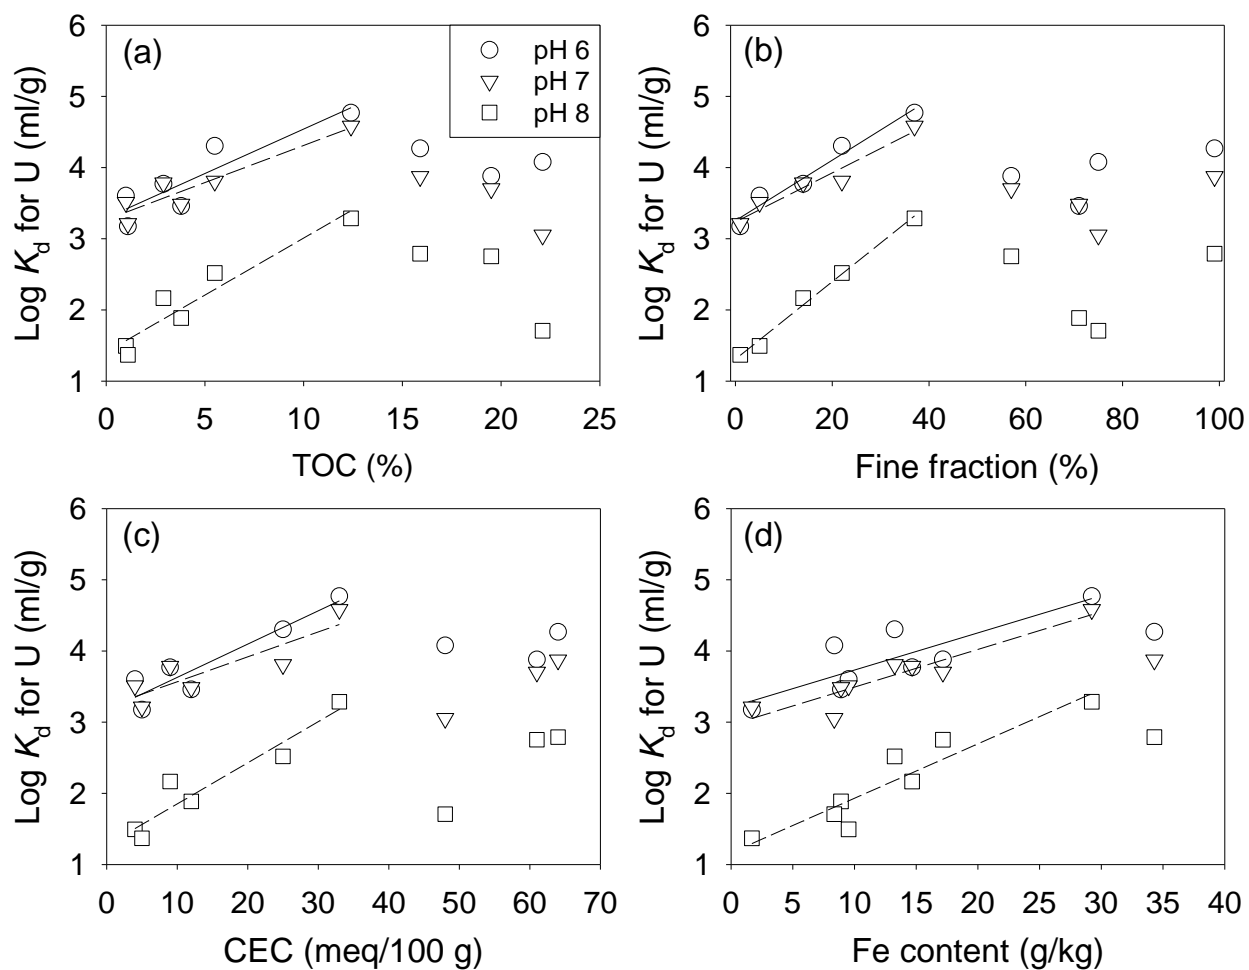 (a)
pH 6
pH 7
pH 8
Log Kd for U (ml/g)
6
5
4
3
2
1
0 5 10 15 20 25
TOC (%)
(b)
Log Kd for U (ml/g)
6
5
4
3
2
1
0 20 40 60 80 100
Fine fraction (%)
(c)
Log Kd for U (ml/g)
6
5
4
3
2
1
0 10 20 30 40 50 60 70
CEC (meq/100 g)
(d)
Log Kd for U (ml/g)
6
5
4
3
2
1
0 5 10 15 20 25 30 35 40
Fe content (g/kg)